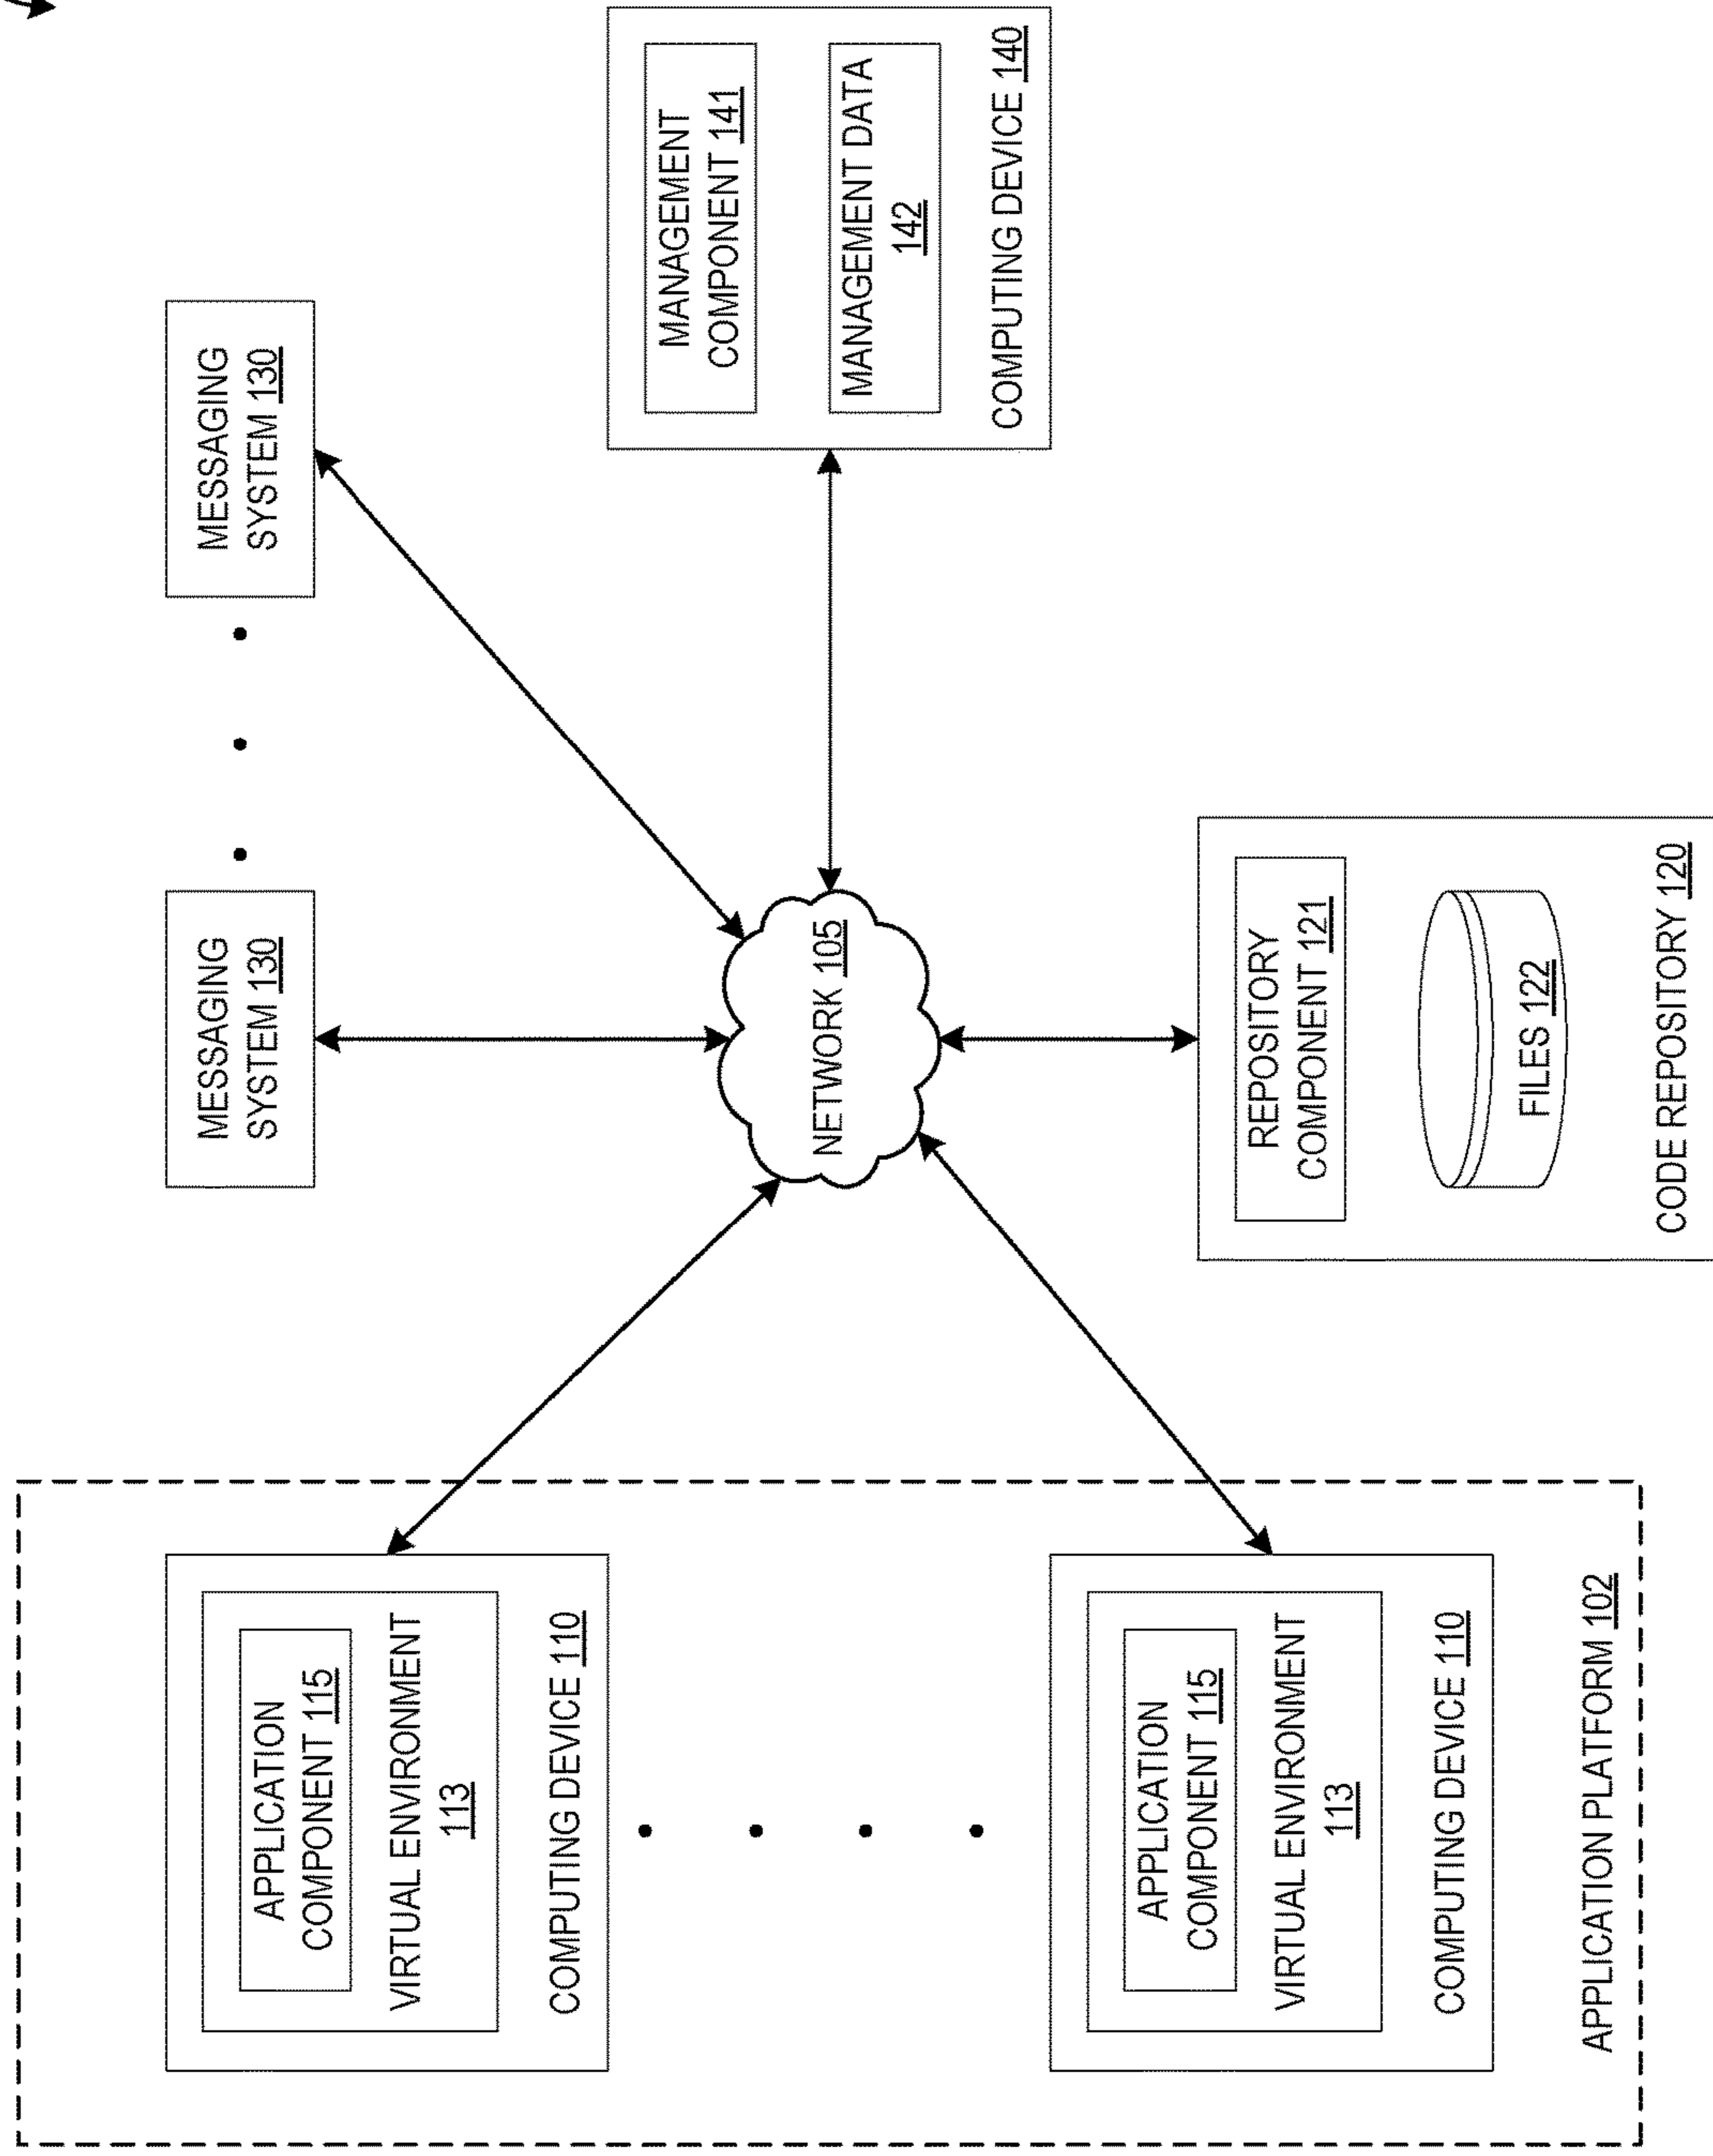 APPLICATION
COMPONENT 115
VIRTUAL ENVIRONMENT
113
COMPUTING DEVICE 110
APPLICATION
COMPONENT 115
VIRTUAL ENVIRONMENT
113
COMPUTING DEVICE 110
APPLICATION PLATFORM 102
MESSAGING
SYSTEM 130
MESSAGING
SYSTEM 130
NETWORK 105
REPOSITORY
COMPONENT 121
FILES 122
CODE REPOSITORY 120
MANAGEMENT
COMPONENT 141
MANAGEMENT DATA
142
COMPUTING DEVICE 140